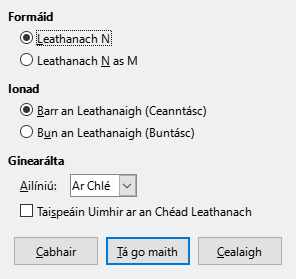 Formáid
Leathanach N
Leathanach N as M
Ionad
Barr an Leathanaigh (Ceanntásc)
Bun an Leathanaigh (Buntásc)
Ginearálta
Ailíniú: Ar Chlé
Taispeáin Uimhir ar an Chéad Leathanach
Cabhair Tá go maith Cealaigh